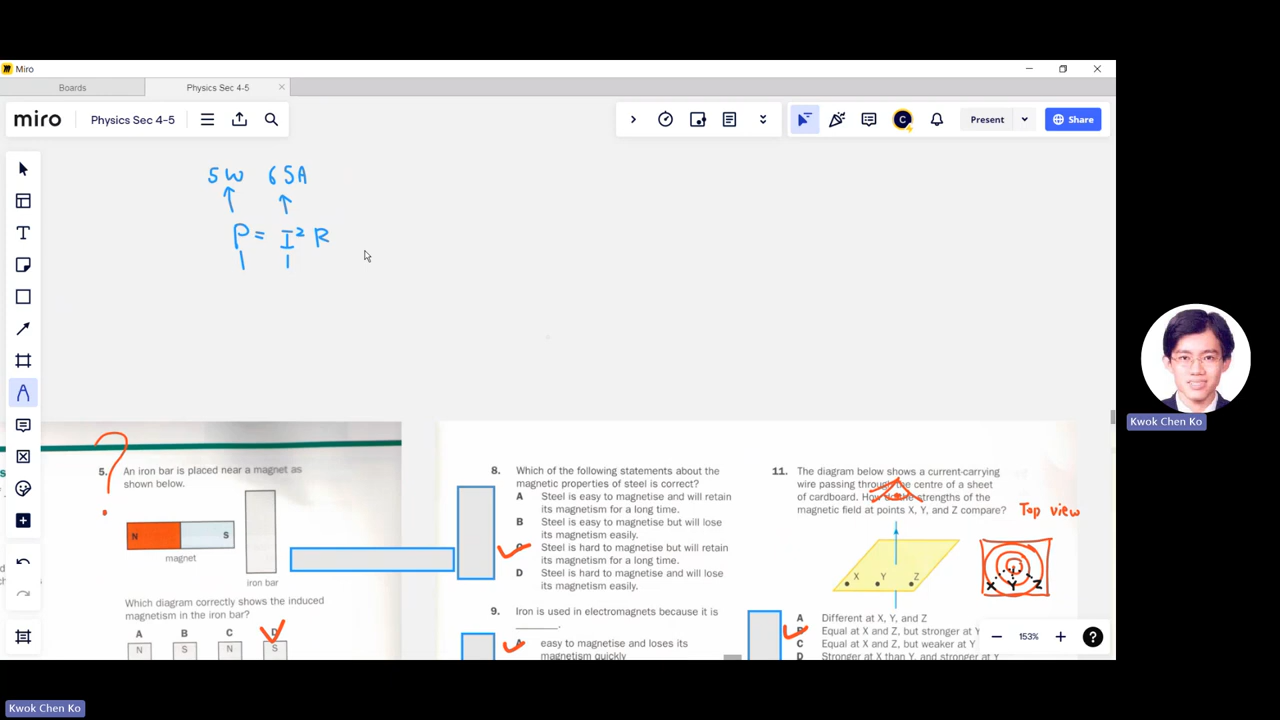 Miro
Boards
Physics Sec 4-5
miro
Physics Sec 4-5
Present
C
Share
5W 65A
P = I² R
5. An iron bar is placed near a magnet as
shown below.
N
S
magnet
iron bar
Which diagram correctly shows the induced
magnetism in the iron bar?
A B C D
N S N S
8. Which of the following statements about the
magnetic properties of steel is correct?
A Steel is easy to magnetise and will retain
its magnetism for a long time.
B Steel is easy to magnetise but will lose
its magnetism easily.
C Steel is hard to magnetise but will retain
its magnetism for a long time.
D Steel is hard to magnetise and will lose
its magnetism easily.
9. Iron is used in electromagnets because it is
_______.
A easy to magnetise and loses its
magnetism quickly
11. The diagram below shows a current-carrying
wire passing through the centre of a sheet
of cardboard. How do the strengths of the
magnetic field at points X, Y, and Z compare?
Top view
X Y Z
X Y Z
A Different at X, Y, and Z
B Equal at X and Z, but stronger at Y
C Equal at X and Z, but weaker at Y
D Stronger at X than Y, and stronger at Y
153%
?
Kwok Chen Ko
Kwok Chen Ko